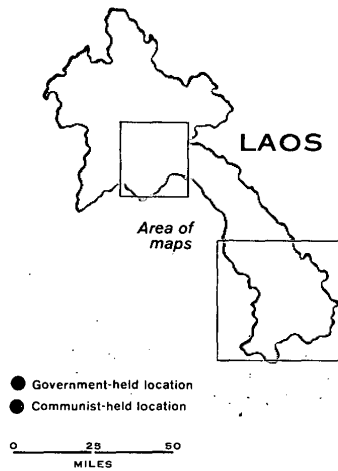 LAOS
Area of
maps
Government-held location
Communist-held location
0 25 50
MILES